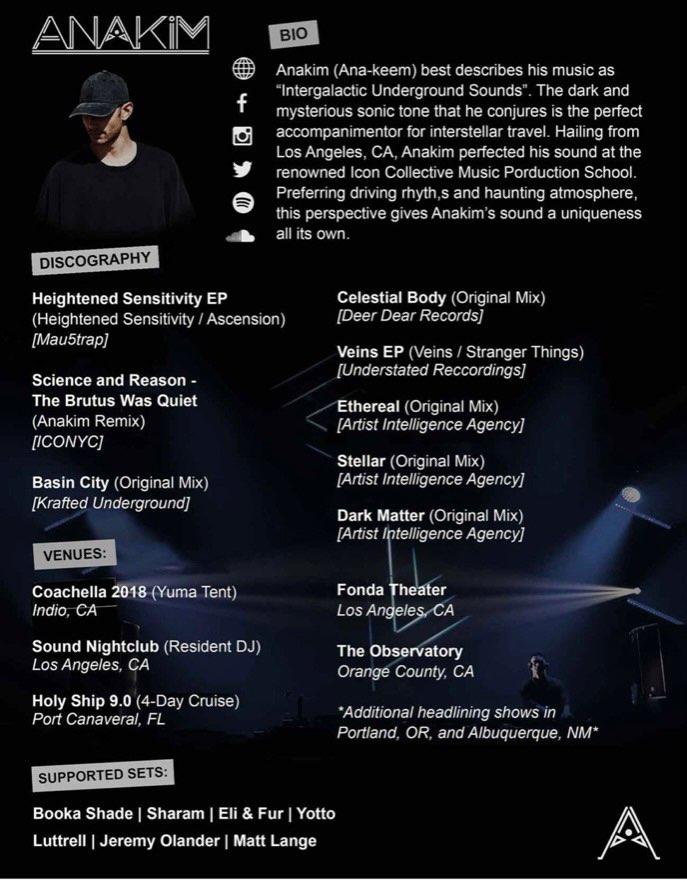 ANAKiM
BIO
Anakim (Ana-keem) best describes his music as
“Intergalactic Underground Sounds”. The dark and
mysterious sonic tone that he conjures is the perfect
accompanimentor for interstellar travel. Hailing from
Los Angeles, CA, Anakim perfected his sound at the
renowned Icon Collective Music Porduction School.
Preferring driving rhyth,s and haunting atmosphere,
this perspective gives Anakim's sound a uniqueness
all its own.
DISCOGRAPHY
Heightened Sensitivity EP
(Heightened Sensitivity / Ascension)
[Mau5trap]
Science and Reason -
The Brutus Was Quiet
(Anakim Remix)
[ICONYC]
Basin City (Original Mix)
[Krafted Underground]
Celestial Body (Original Mix)
[Deer Dear Records]
Veins EP (Veins / Stranger Things)
[Understated Reccordings]
Ethereal (Original Mix)
[Artist Intelligence Agency]
Stellar (Original Mix)
[Artist Intelligence Agency]
Dark Matter (Original Mix)
[Artist Intelligence Agency]
VENUES:
Coachella 2018 (Yuma Tent)
Indio, CA
Sound Nightclub (Resident DJ)
Los Angeles, CA
Holy Ship 9.0 (4-Day Cruise)
Port Canaveral, FL
Fonda Theater
Los Angeles, CA
The Observatory
Orange County, CA
*Additional headlining shows in
Portland, OR, and Albuquerque, NM*
SUPPORTED SETS:
Booka Shade | Sharam | Eli & Fur | Yotto
Luttrell | Jeremy Olander | Matt Lange